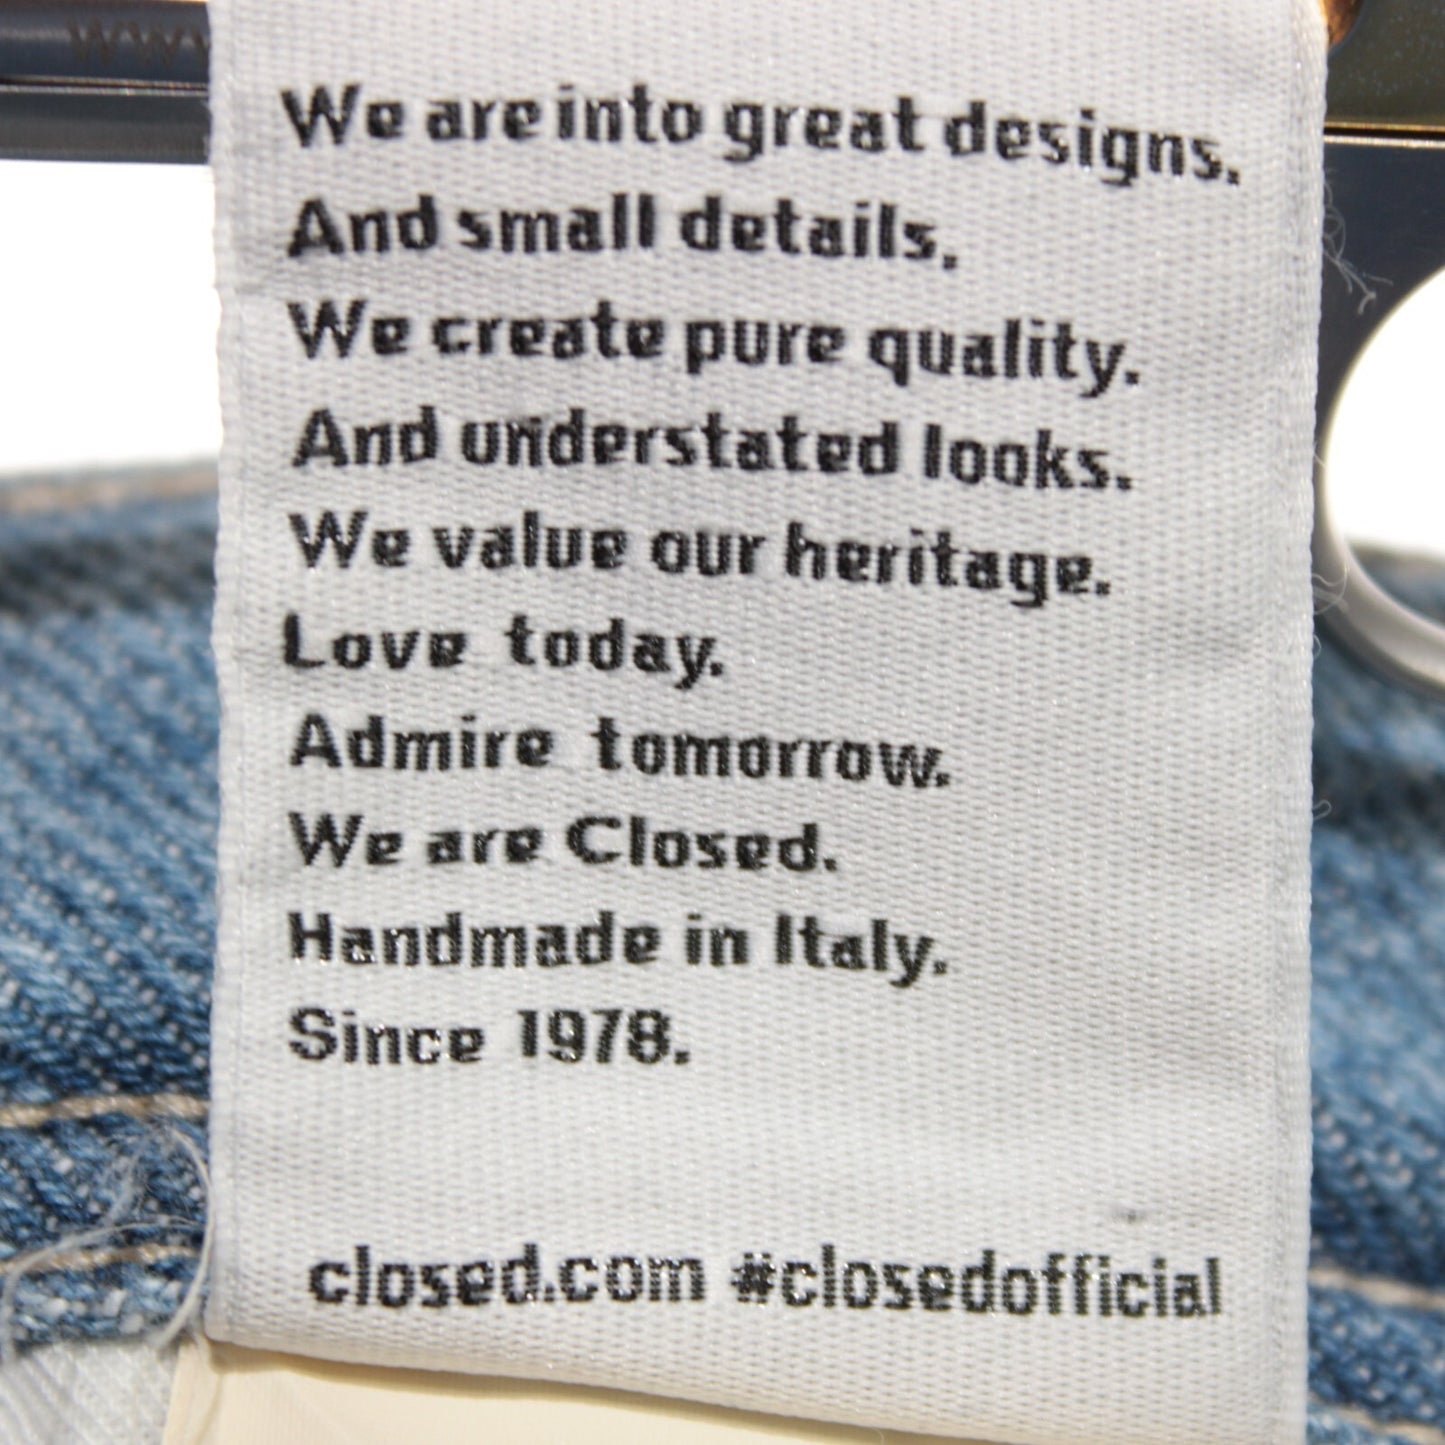 We are into great designs.
And small details.
We create pure quality.
And understated looks.
We value our heritage.
Love today.
Admire tomorrow.
We are Closed.
Handmade in Italy.
Since 1978.
closed.com #closedofficial